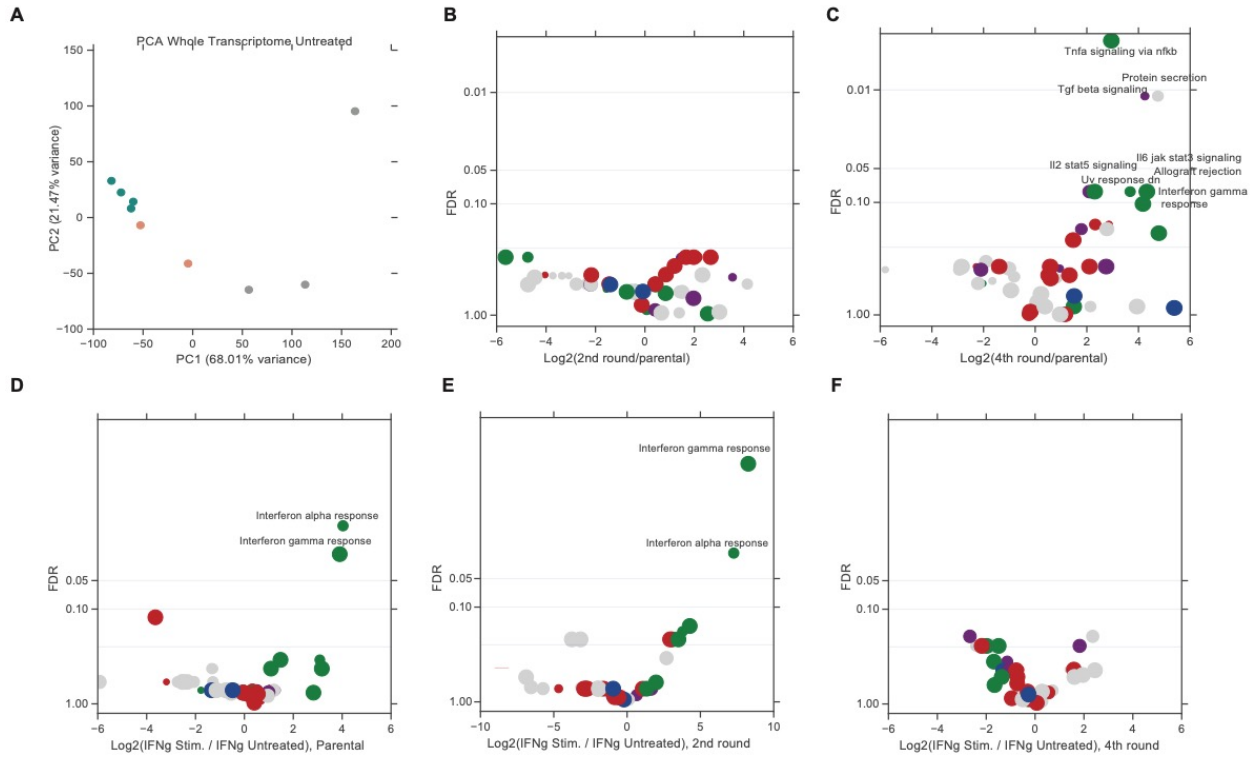 A
PCA Whole Transcriptome Untreated
150
100
50
0
−50
−100
−100
−50
0
50
100
150
200
PC2 (21.47% variance)
PC1 (68.01% variance)
B
0.01
0.05
0.10
1.00
FDR
−6
−4
−2
0
2
4
6
Log2(2nd round/parental)
C
Tnfa signaling via nfkb
Protein secretion
Tgf beta signaling
Il6 jak stat3 signaling
Il2 stat5 signaling
Allograft rejection
Uv response dn
Interferon gamma
response
0.01
0.05
0.10
1.00
FDR
−6
−4
−2
0
2
4
6
Log2(4th round/parental)
D
Interferon alpha response
Interferon gamma response
0.05
0.10
1.00
FDR
−6
−4
−2
0
2
4
6
Log2(IFNg Stim. / IFNg Untreated), Parental
E
Interferon gamma response
Interferon alpha response
0.05
0.10
1.00
FDR
−10
−5
0
5
10
Log2(IFNg Stim. / IFNg Untreated), 2nd round
F
0.05
0.10
1.00
FDR
−6
−4
−2
0
2
4
6
Log2(IFNg Stim. / IFNg Untreated), 4th round